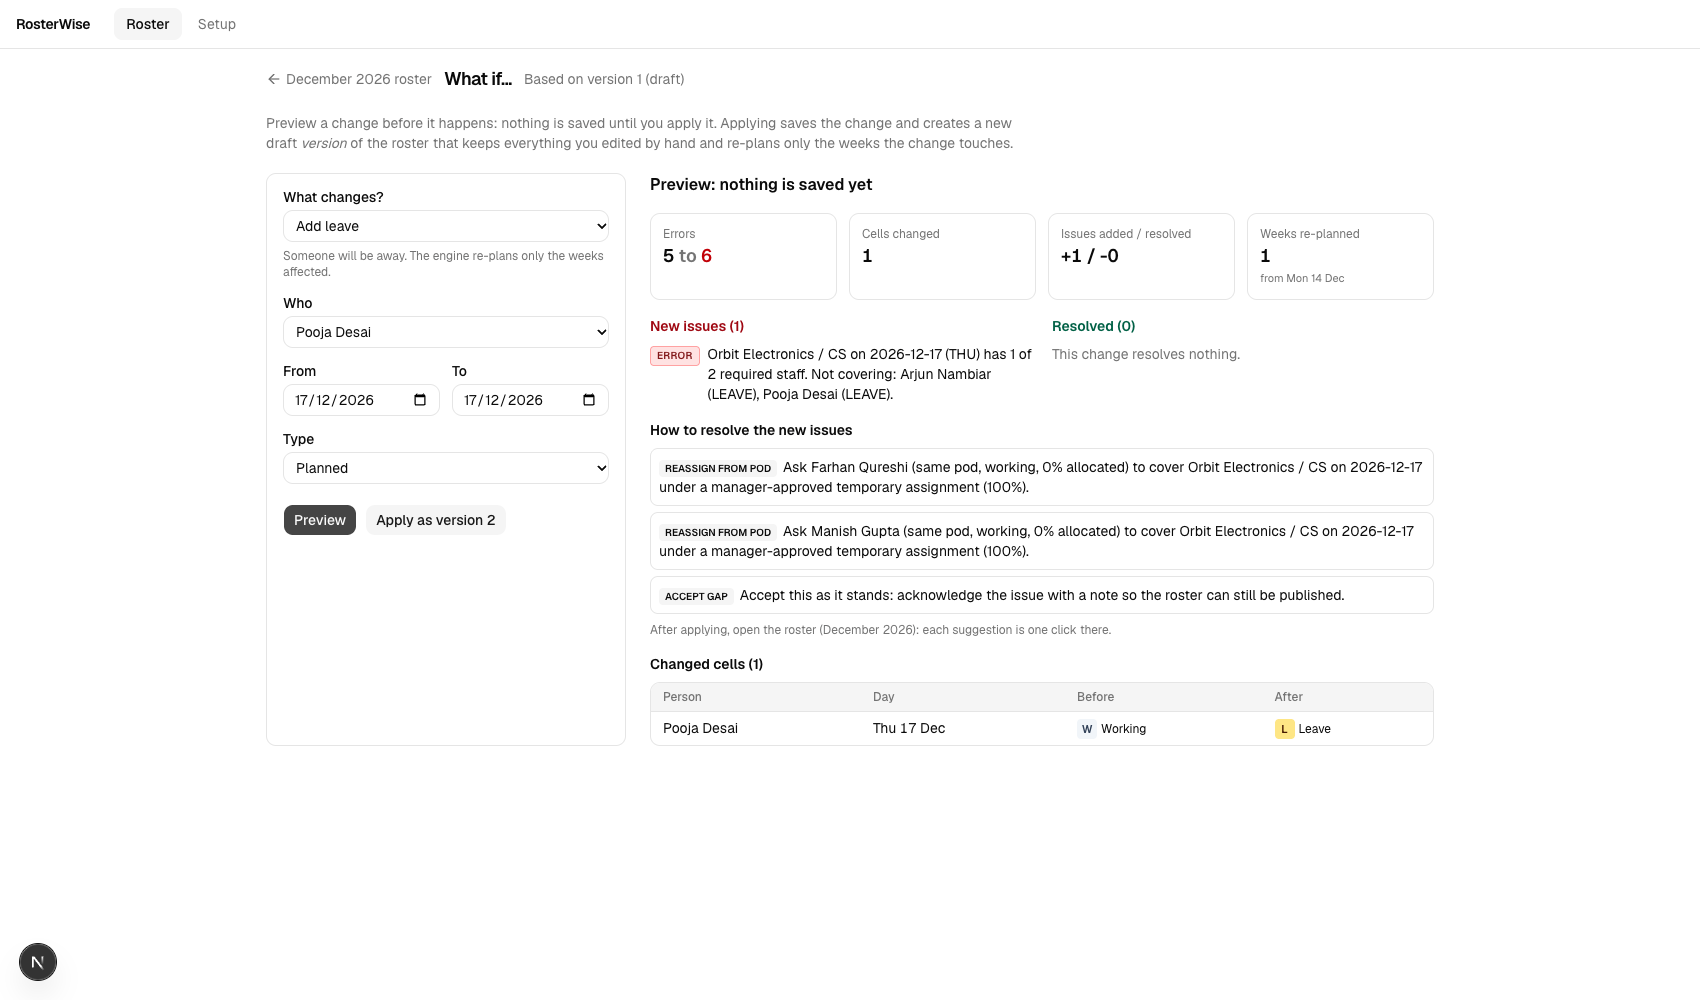 RosterWise
Roster
Setup
December 2026 roster
What if...
Based on version 1 (draft)
Preview a change before it happens: nothing is saved until you apply it. Applying saves the change and creates a new
draft version of the roster that keeps everything you edited by hand and re-plans only the weeks the change touches.
What changes?
Add leave
Someone will be away. The engine re-plans only the weeks
affected.
Who
Pooja Desai
From
To
17/12/2026
17/12/2026
Type
Planned
Preview
Apply as version 2
Preview: nothing is saved yet
Errors
5 to 6
Cells changed
1
Issues added / resolved
+1 / -0
Weeks re-planned
1
from Mon 14 Dec
New issues (1)
ERROR
Orbit Electronics / CS on 2026-12-17 (THU) has 1 of
2 required staff. Not covering: Arjun Nambiar
(LEAVE), Pooja Desai (LEAVE).
Resolved (0)
This change resolves nothing.
How to resolve the new issues
REASSIGN FROM POD Ask Farhan Qureshi (same pod, working, 0% allocated) to cover Orbit Electronics / CS on 2026-12-17
under a manager-approved temporary assignment (100%).
REASSIGN FROM POD Ask Manish Gupta (same pod, working, 0% allocated) to cover Orbit Electronics / CS on 2026-12-17
under a manager-approved temporary assignment (100%).
ACCEPT GAP Accept this as it stands: acknowledge the issue with a note so the roster can still be published.
After applying, open the roster (December 2026): each suggestion is one click there.
Changed cells (1)
Person Day Before After
Pooja Desai Thu 17 Dec W Working L Leave
N